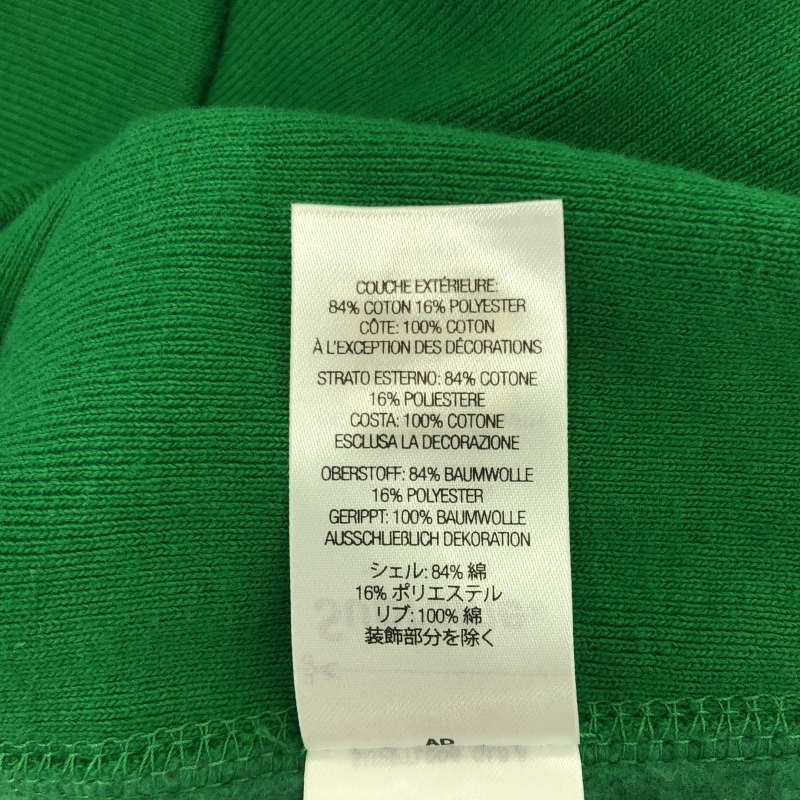 COUCHE EXTÉRIEURE:
84% COTON 16% POLYESTER
CÔTE: 100% COTON
À L'EXCEPTION DES DÉCORATIONS
STRATO ESTERNO: 84% COTONE
16% POLIESTERE
COSTA: 100% COTONE
ESCLUSA LA DECORAZIONE
OBERSTOFF: 84% BAUMWOLLE
16% POLYESTER
GERIPPT: 100% BAUMWOLLE
AUSSCHLIEßLICH DEKORATION
シェル: 84% 綿
16% ポリエステル
リブ: 100% 綿
装飾部分を除く
AD